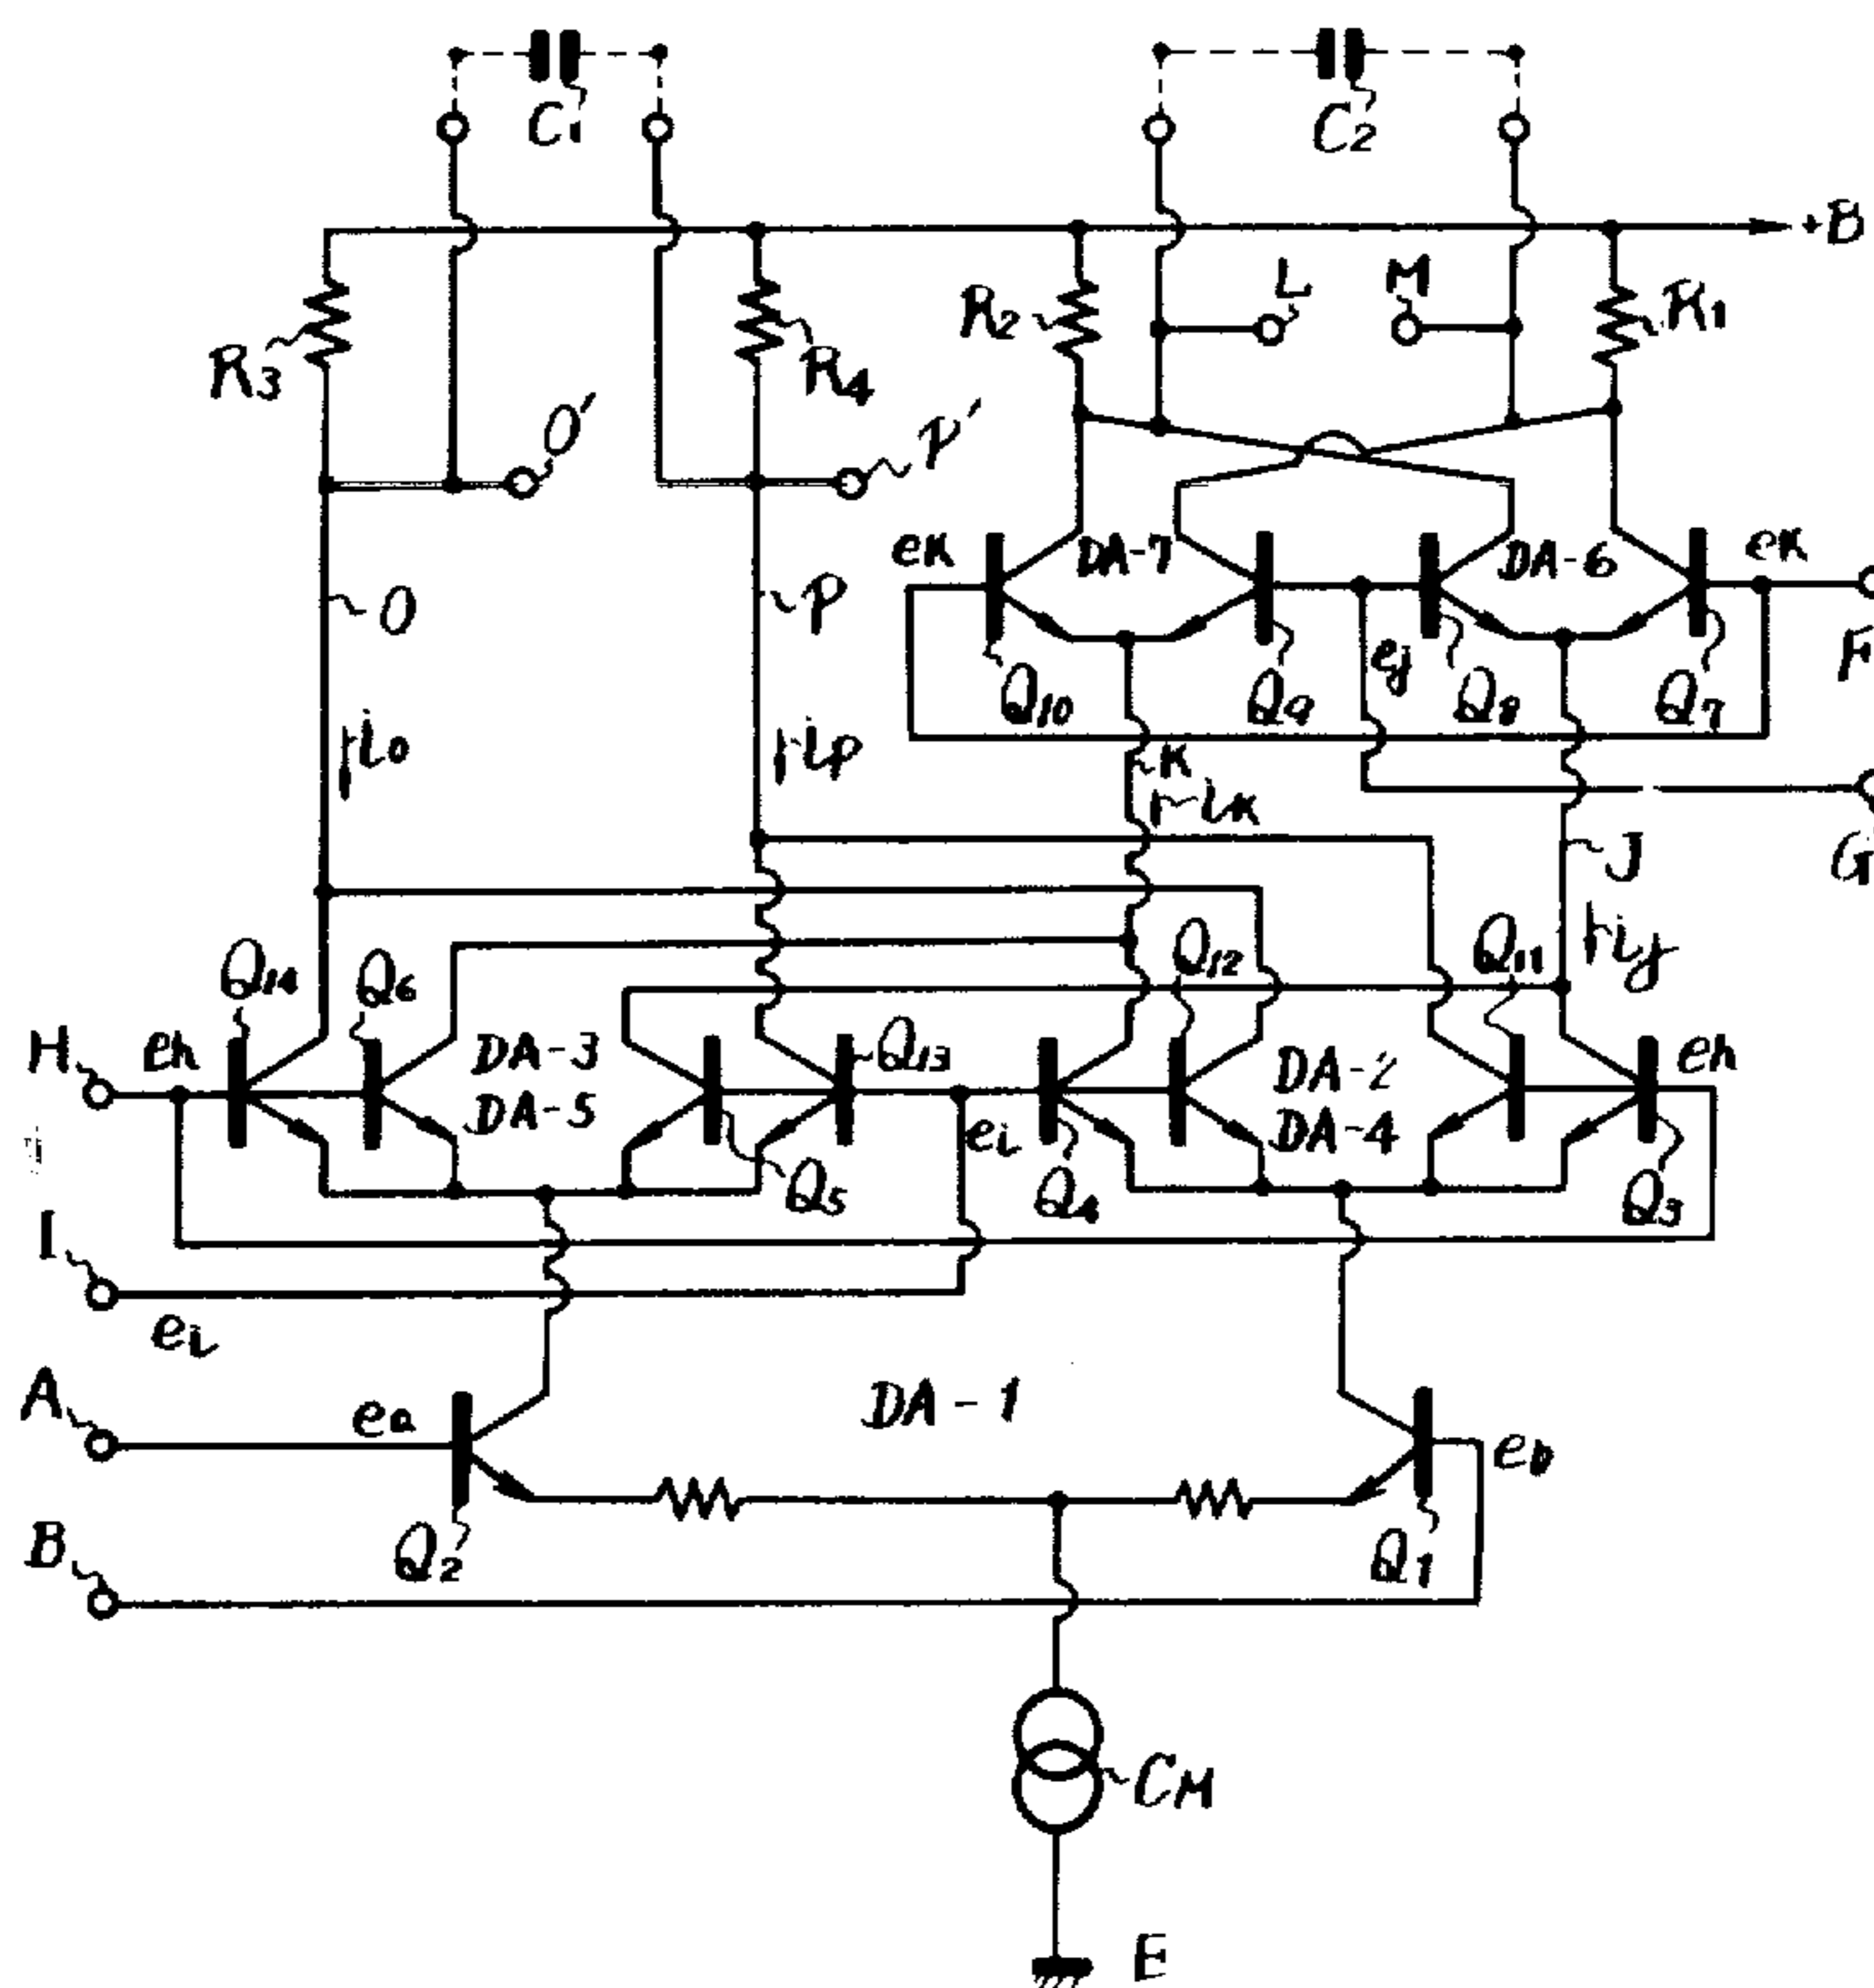 C1
C2
+B
L
M
R2
R1
R3
R4
O'
P'
eK
DA-7
DA-6
eK
O
P
ej
F
Q10
Q9
Q8
Q7
io
ip
K
iK
J
G
Q14
Q6
Q12
Q11
ij
H
eh
DA-3
Q13
DA-2
eh
DA-5
ei
DA-4
Q5
Q4
Q3
I
ei
A
ea
DA-1
eb
B
Q2
Q1
CM
E